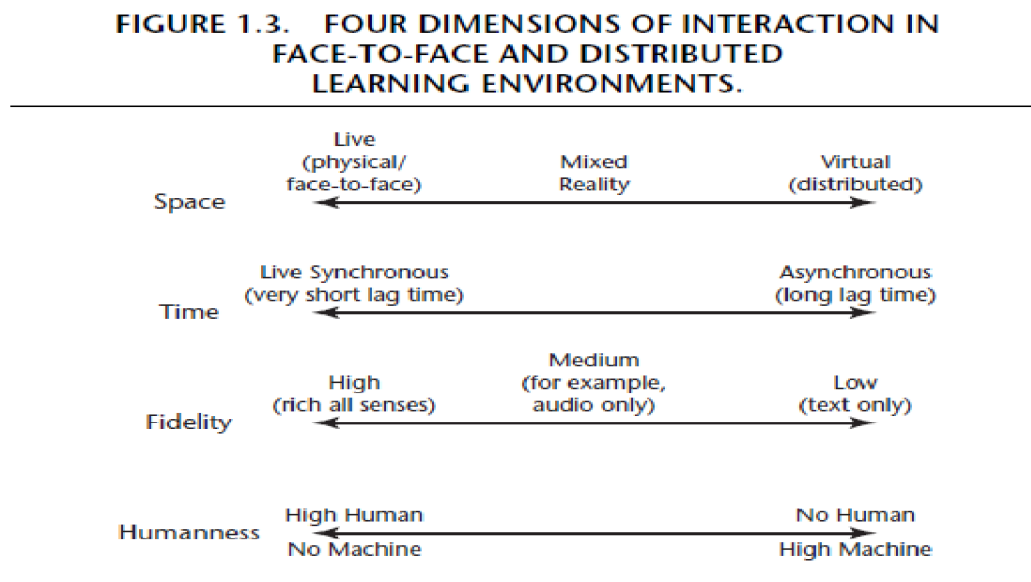 FIGURE 1.3. FOUR DIMENSIONS OF INTERACTION IN
FACE-TO-FACE AND DISTRIBUTED
LEARNING ENVIRONMENTS.
Space
Live
(physical/
face-to-face)
Mixed
Reality
Virtual
(distributed)
Time
Live Synchronous
(very short lag time)
Asynchronous
(long lag time)
Fidelity
High
(rich all senses)
Medium
(for example,
audio only)
Low
(text only)
Humanness
High Human
No Machine
No Human
High Machine